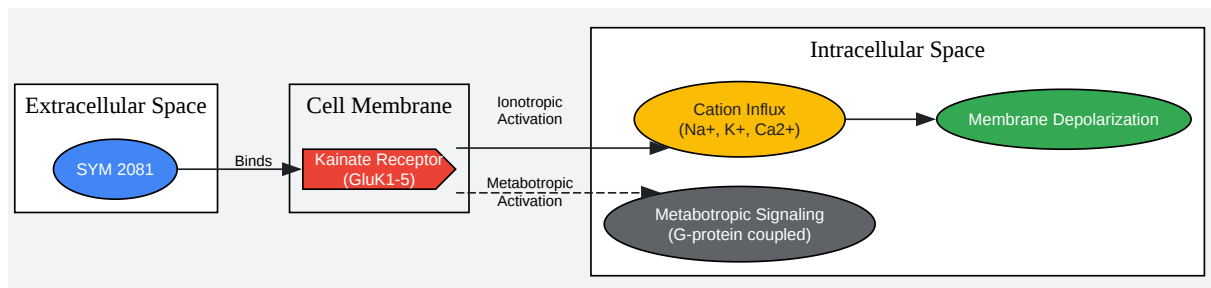 Extracellular Space
SYM 2081
Binds
Cell Membrane
Kainate Receptor
(GluK1-5)
Ionotropic
Activation
Metabotropic
Activation
Intracellular Space
Cation Influx
(Na+, K+, Ca2+)
Membrane Depolarization
Metabotropic Signaling
(G-protein coupled)